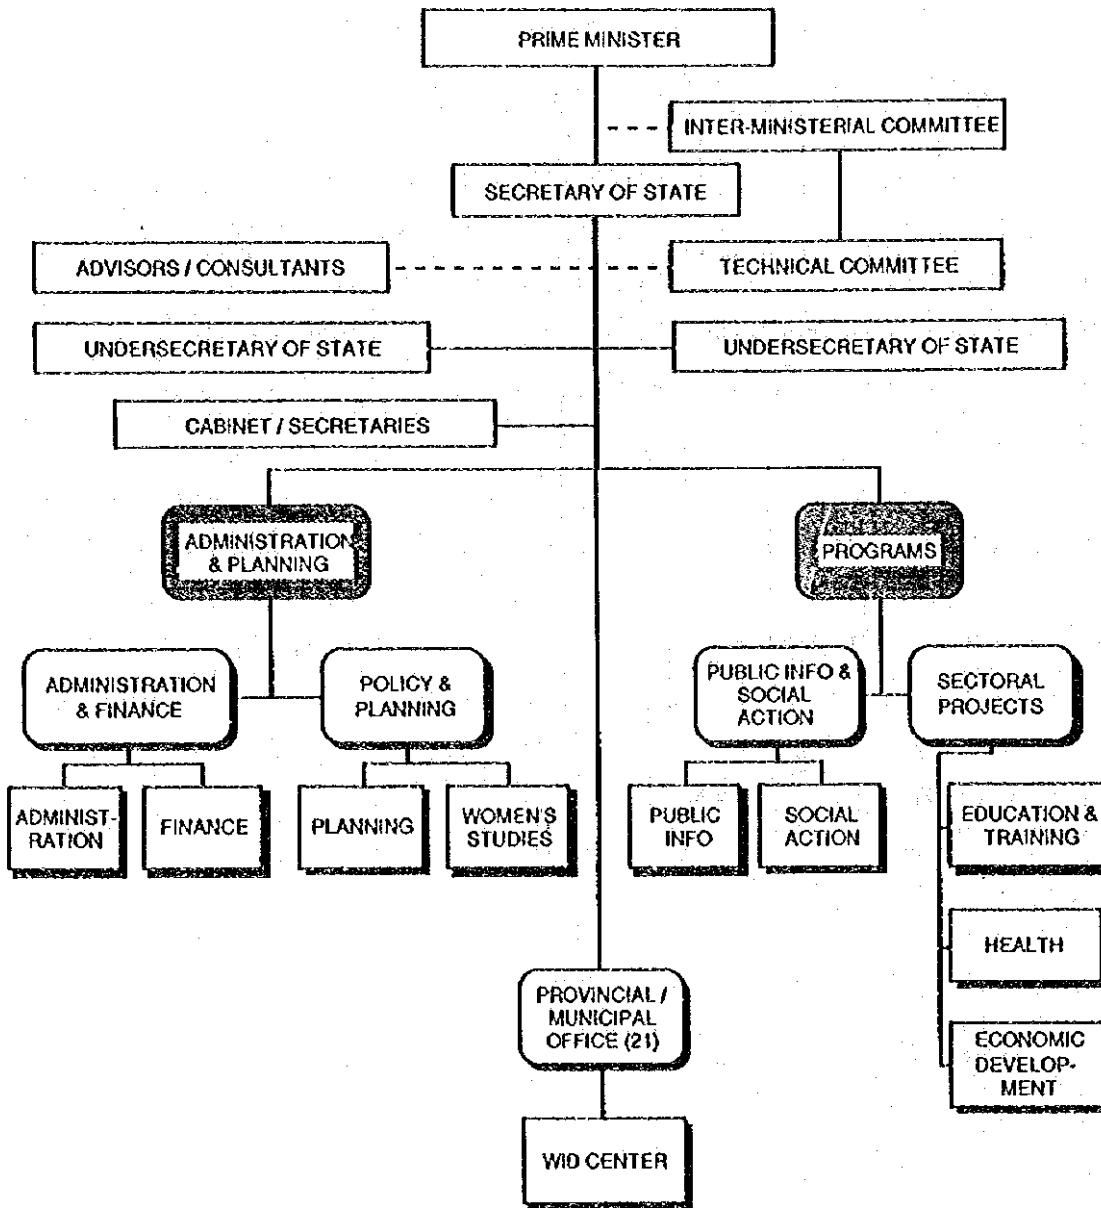 PRIME MINISTER
INTER-MINISTERIAL COMMITTEE
SECRETARY OF STATE
ADVISORS / CONSULTANTS
TECHNICAL COMMITTEE
UNDERSECRETARY OF STATE
UNDERSECRETARY OF STATE
CABINET / SECRETARIES
ADMINISTRATION
& PLANNING
PROGRAMS
ADMINISTRATION
& FINANCE
POLICY &
PLANNING
PUBLIC INFO &
SOCIAL
ACTION
SECTORAL
PROJECTS
ADMINIST-
RATION
FINANCE
PLANNING
WOMEN'S
STUDIES
PUBLIC
INFO
SOCIAL
ACTION
EDUCATION &
TRAINING
HEALTH
ECONOMIC
DEVELOP-
MENT
PROVINCIAL /
MUNICIPAL
OFFICE (21)
WID CENTER